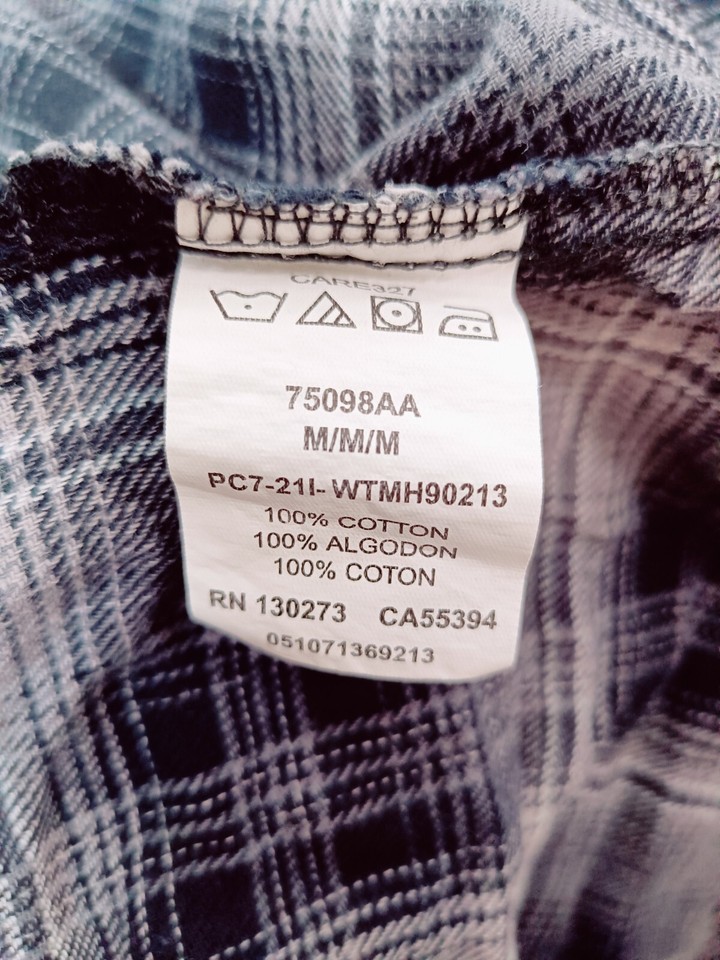 CARE327
75098AA
M/M/M
PC7-21I-WTMH90213
100% COTTON
100% ALGODON
100% COTON
RN 130273 CA55394
051071369213